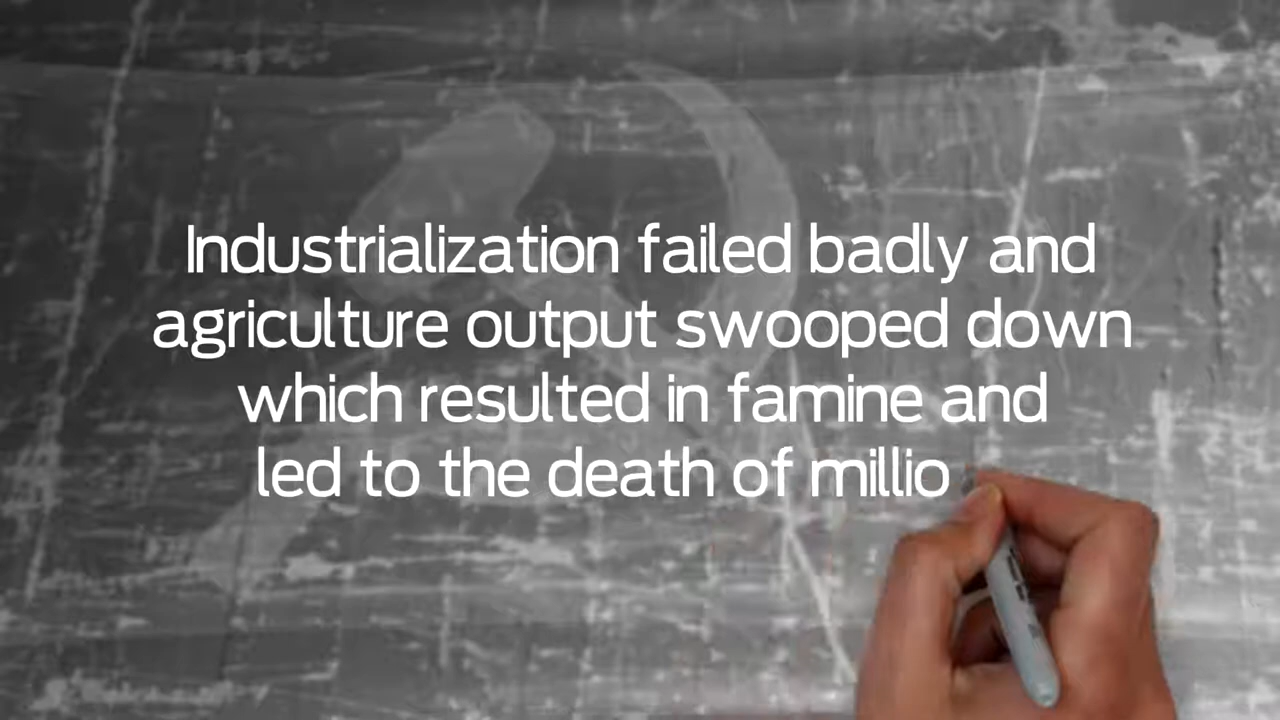 Industrialization failed badly and
agriculture output swooped down
which resulted in famine and
led to the death of millio